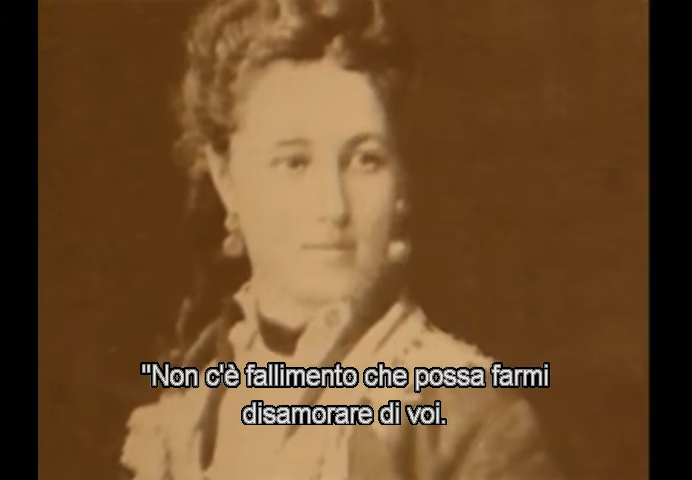 "Non c'è fallimento che possa farmi
disamorare di voi.